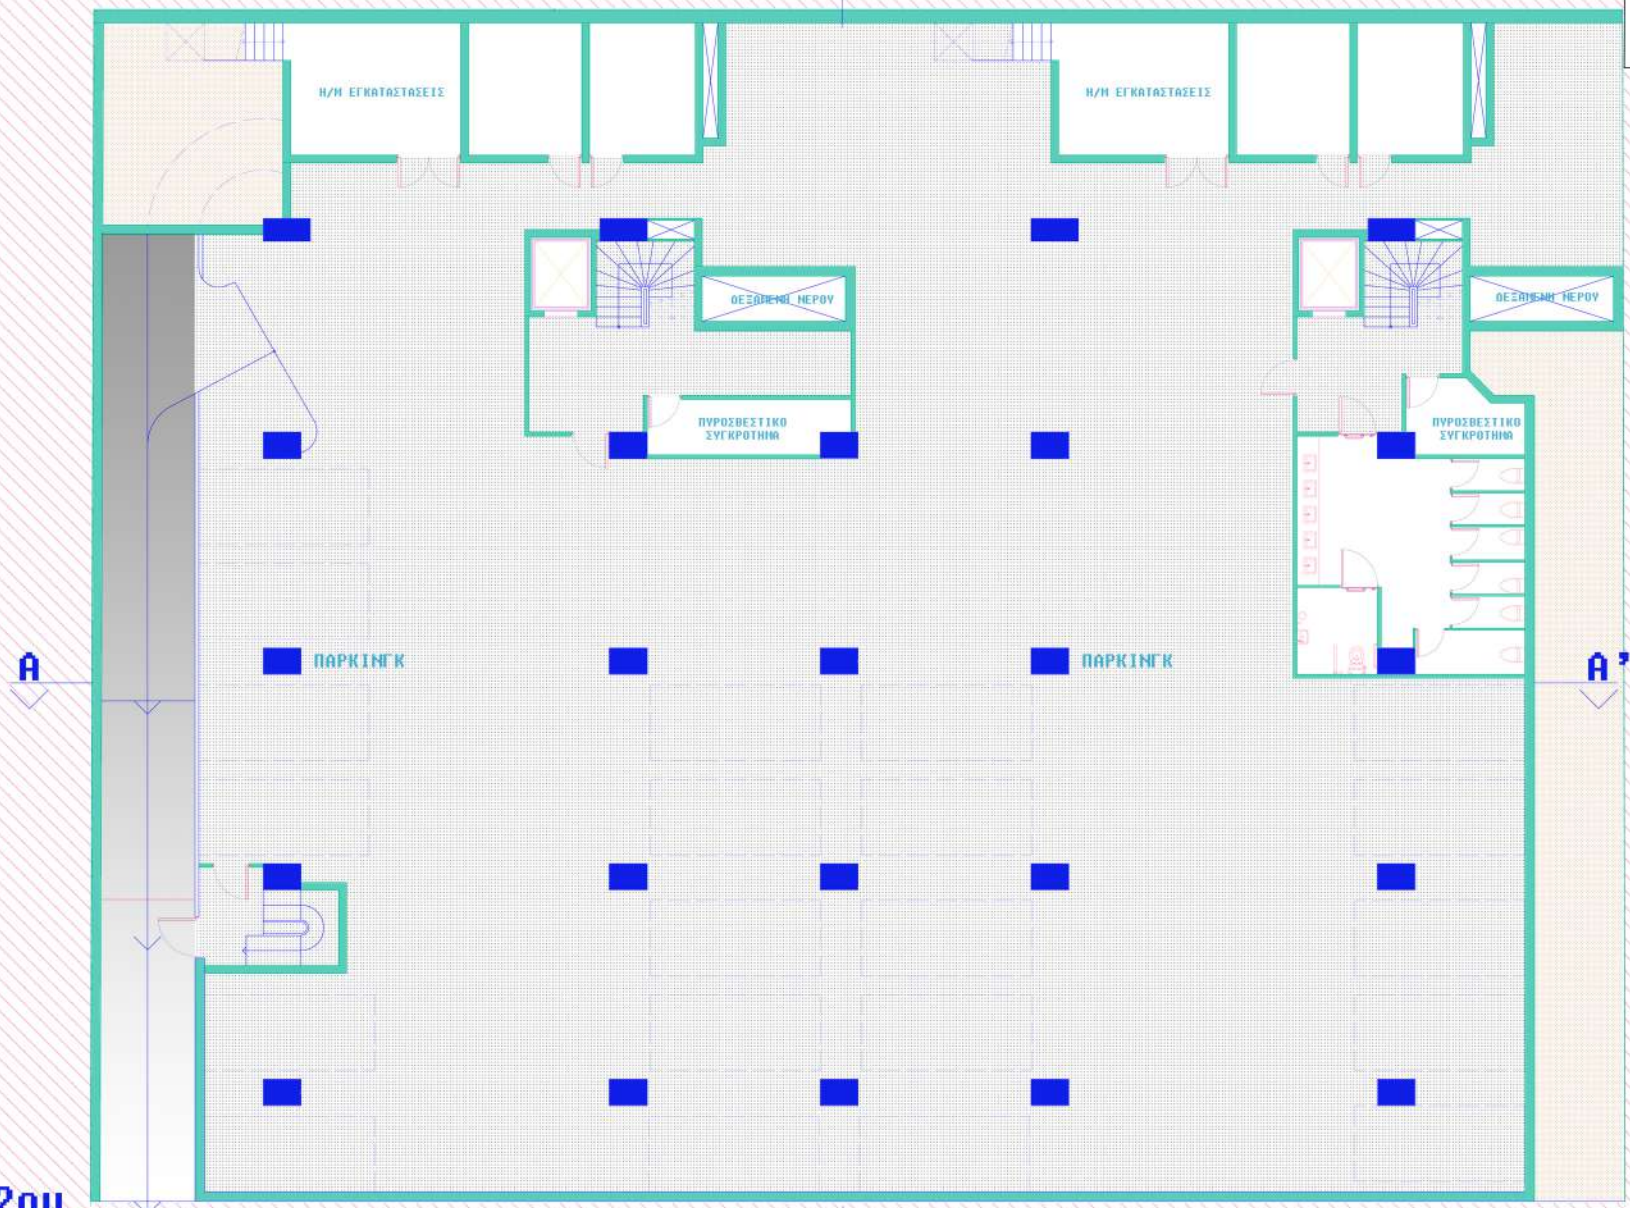 Η/Μ ΕΓΚΑΤΑΣΤΑΣΕΙΣ
Η/Μ ΕΓΚΑΤΑΣΤΑΣΕΙΣ
ΔΕΞΑΜΕΝΗ ΝΕΡΟΥ
ΔΕΞΑΜΕΝΗ ΝΕΡΟΥ
ΠΥΡΟΣΒΕΣΤΙΚΟ
ΣΥΓΚΡΟΤΗΜΑ
ΠΥΡΟΣΒΕΣΤΙΚΟ
ΣΥΓΚΡΟΤΗΜΑ
Α
ΠΑΡΚΙΝΓΚ
ΠΑΡΚΙΝΓΚ
Α'